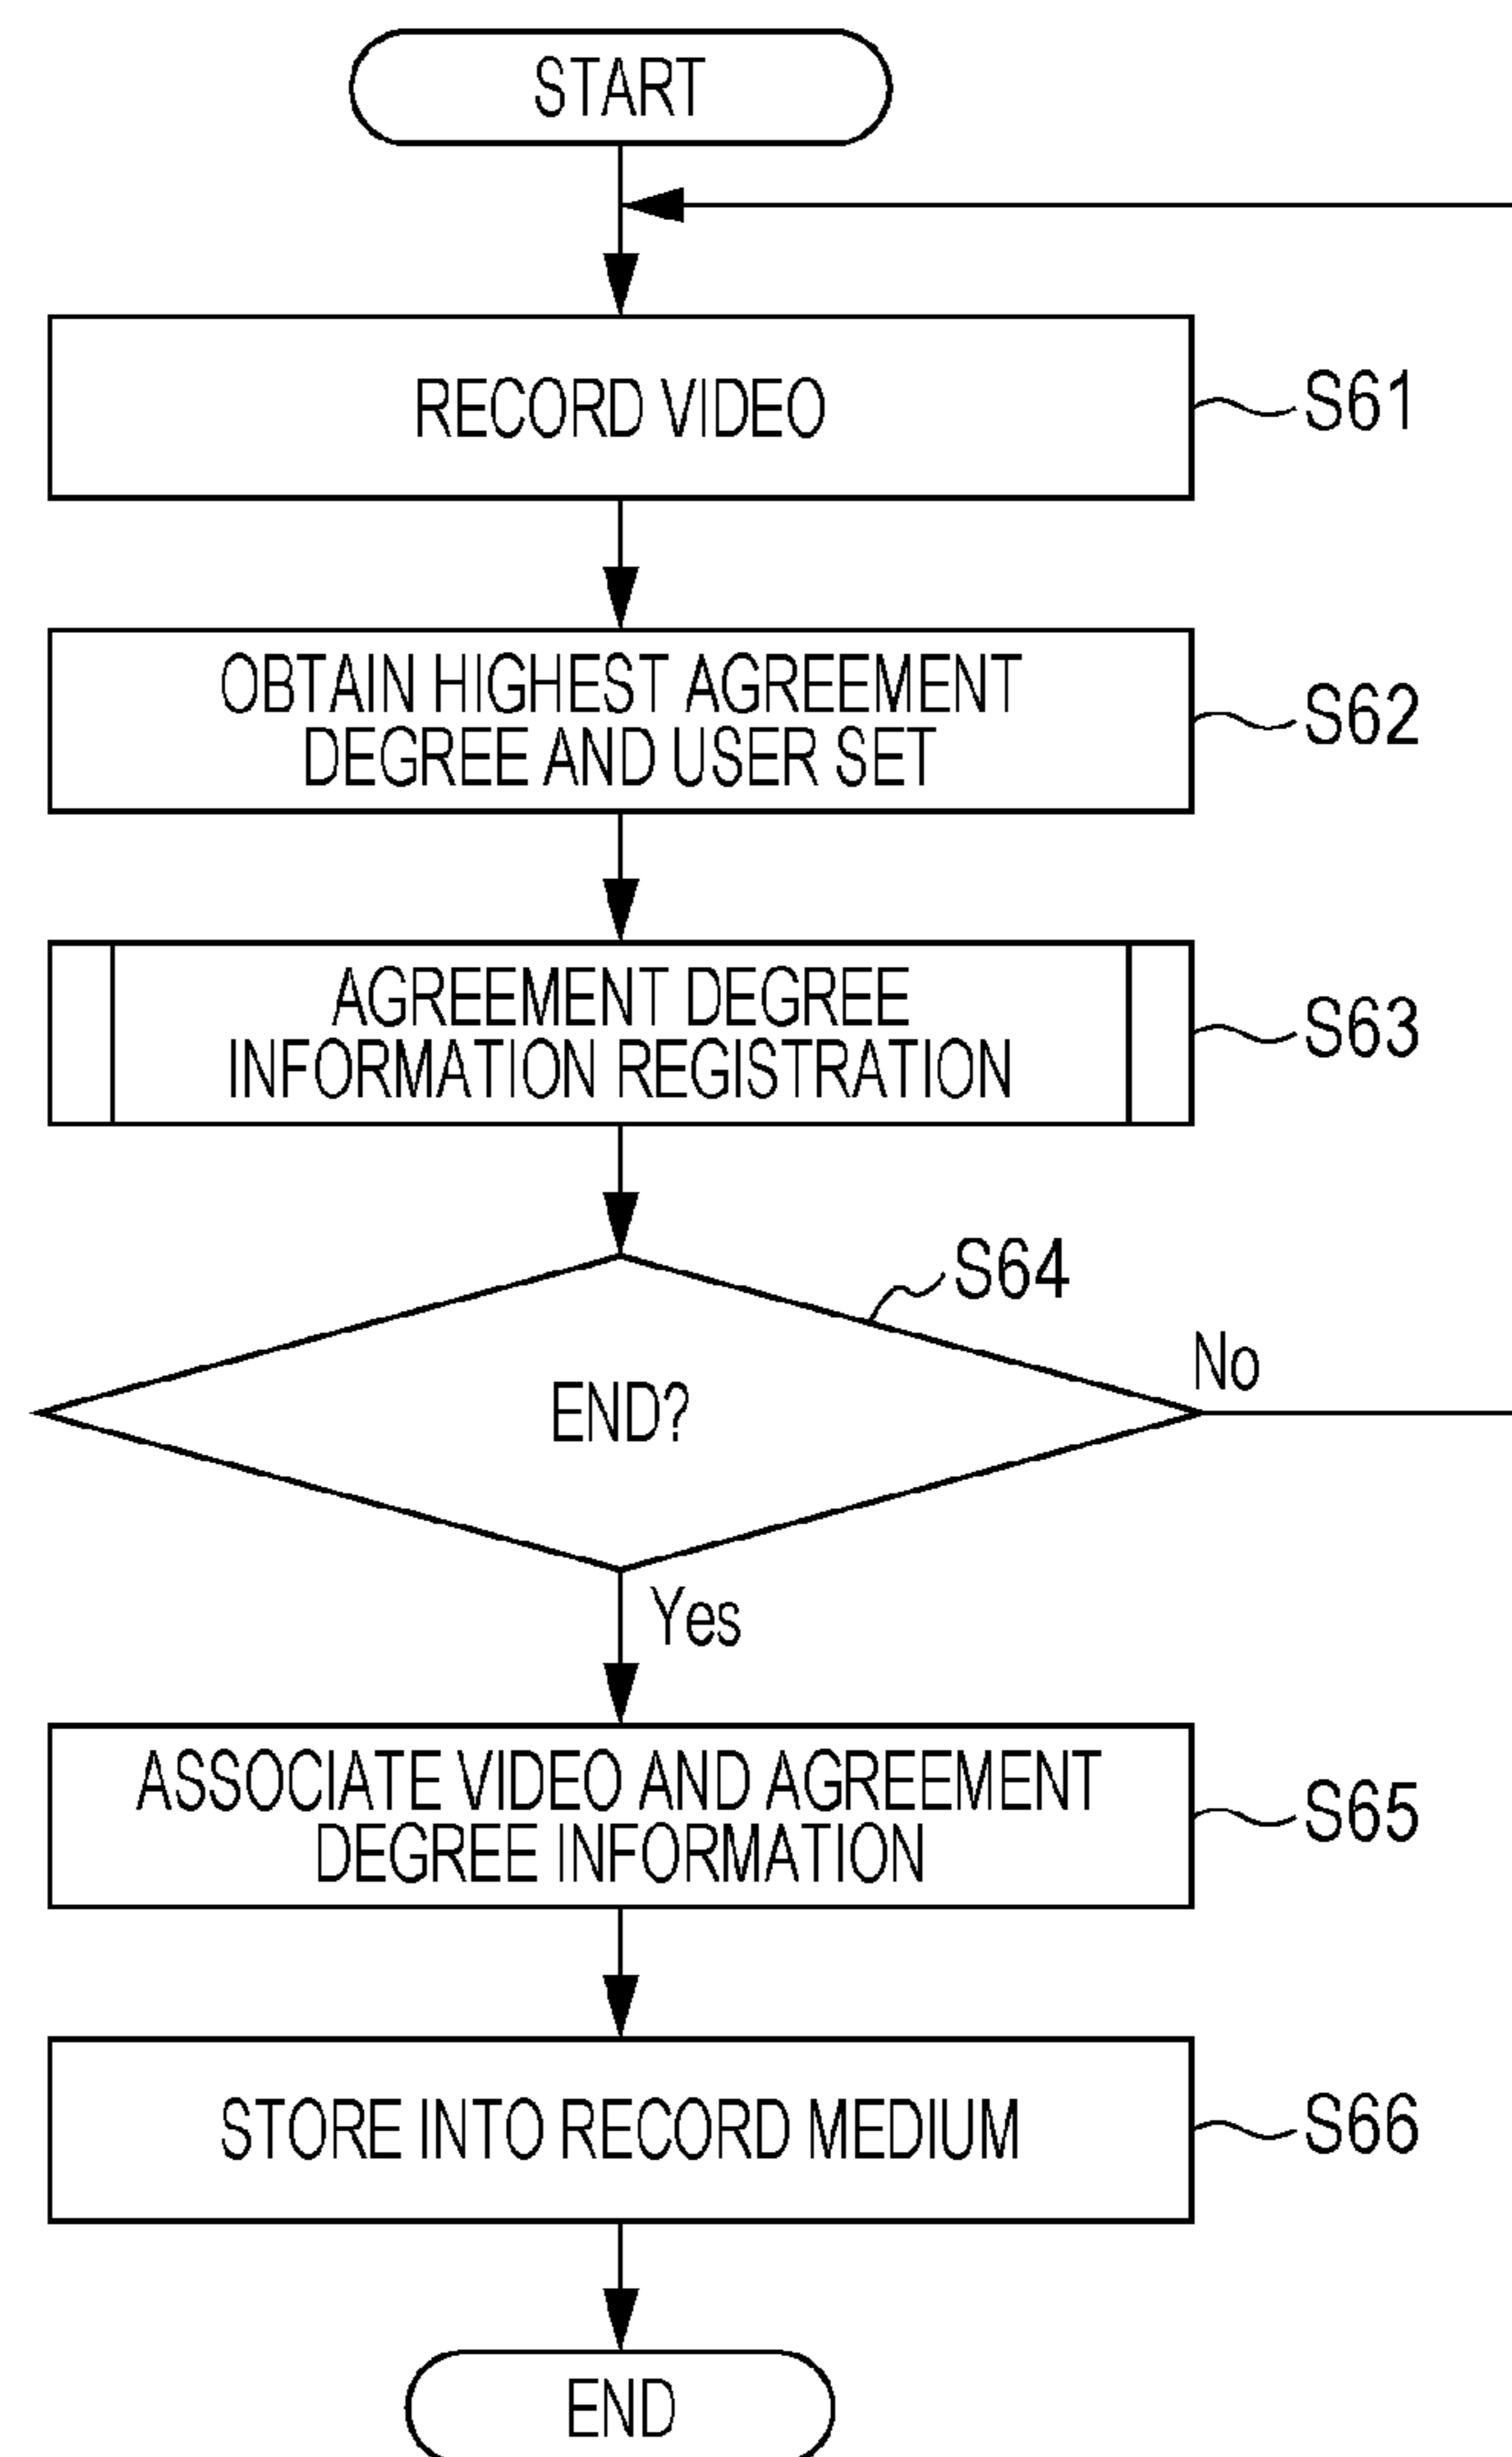 START
RECORD VIDEO
S61
OBTAIN HIGHEST AGREEMENT
DEGREE AND USER SET
S62
AGREEMENT DEGREE
INFORMATION REGISTRATION
S63
S64
END?
No
Yes
ASSOCIATE VIDEO AND AGREEMENT
DEGREE INFORMATION
S65
STORE INTO RECORD MEDIUM
S66
END